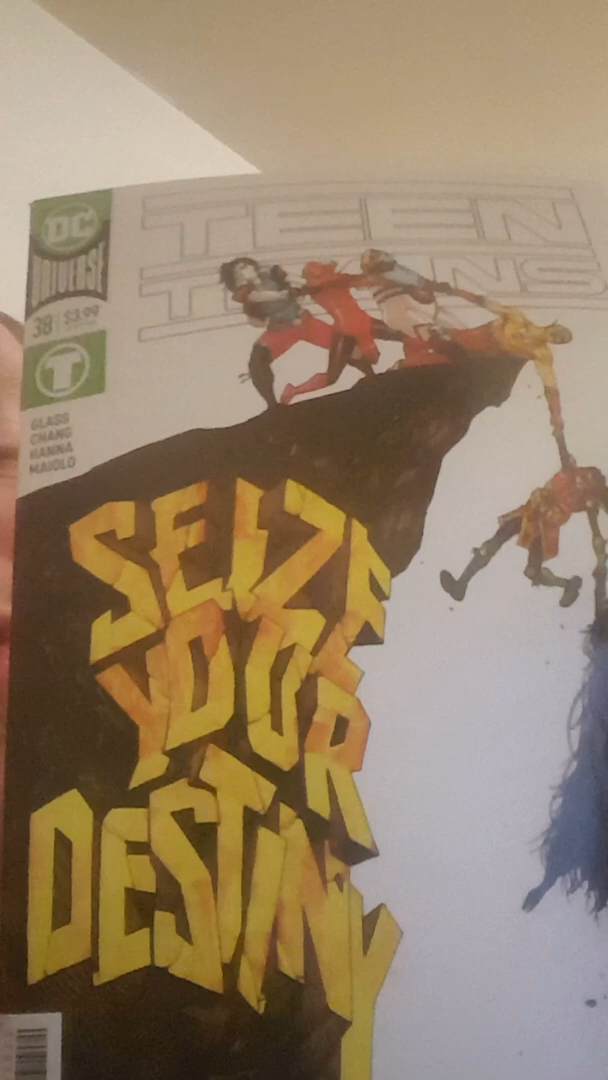 DC
UNIVERSE
38 $3.99
T
GLASS
CHANG
HANNA
MAIOLO
TEEN
TITANS
SEIZE
YOUR
DESTINY